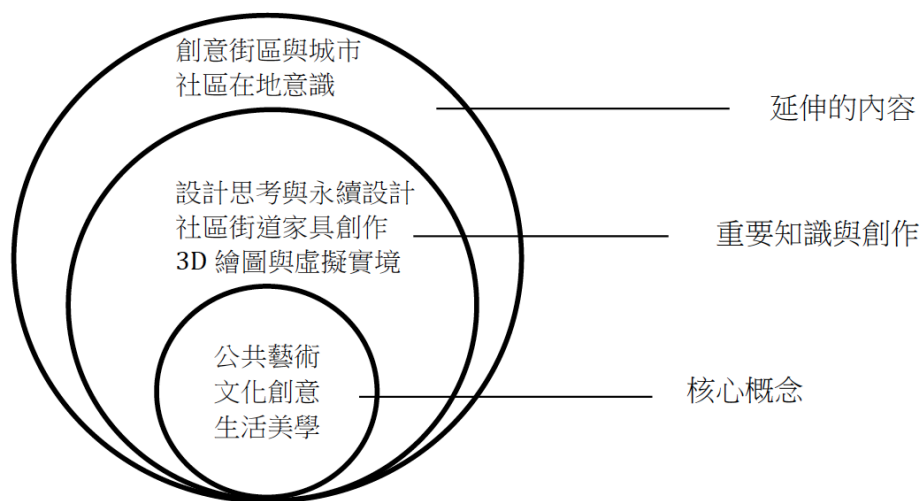 創意街區與城市
社區在地意識
延伸的內容
設計思考與永續設計
社區街道家具創作
3D 繪圖與虛擬實境
重要知識與創作
公共藝術
文化創意
生活美學
核心概念